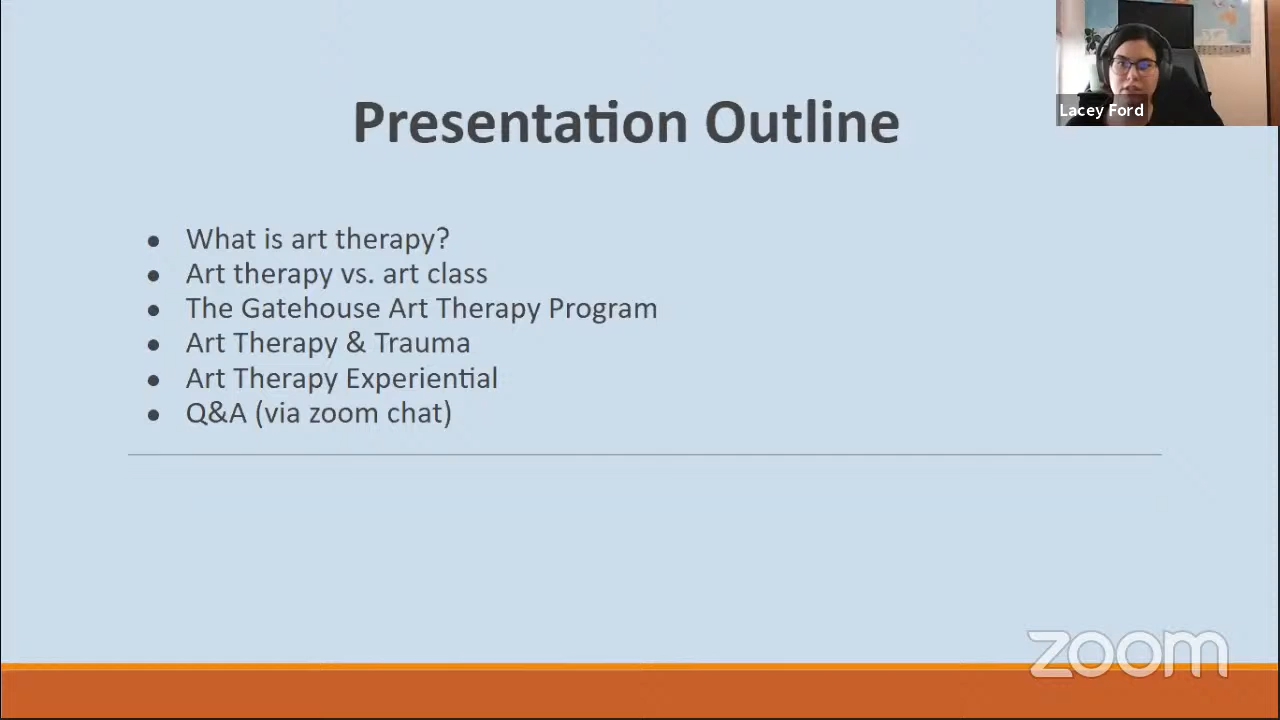 Presentation Outline
Lacey Ford
● What is art therapy?
● Art therapy vs. art class
● The Gatehouse Art Therapy Program
● Art Therapy & Trauma
● Art Therapy Experiential
● Q&A (via zoom chat)
zoom